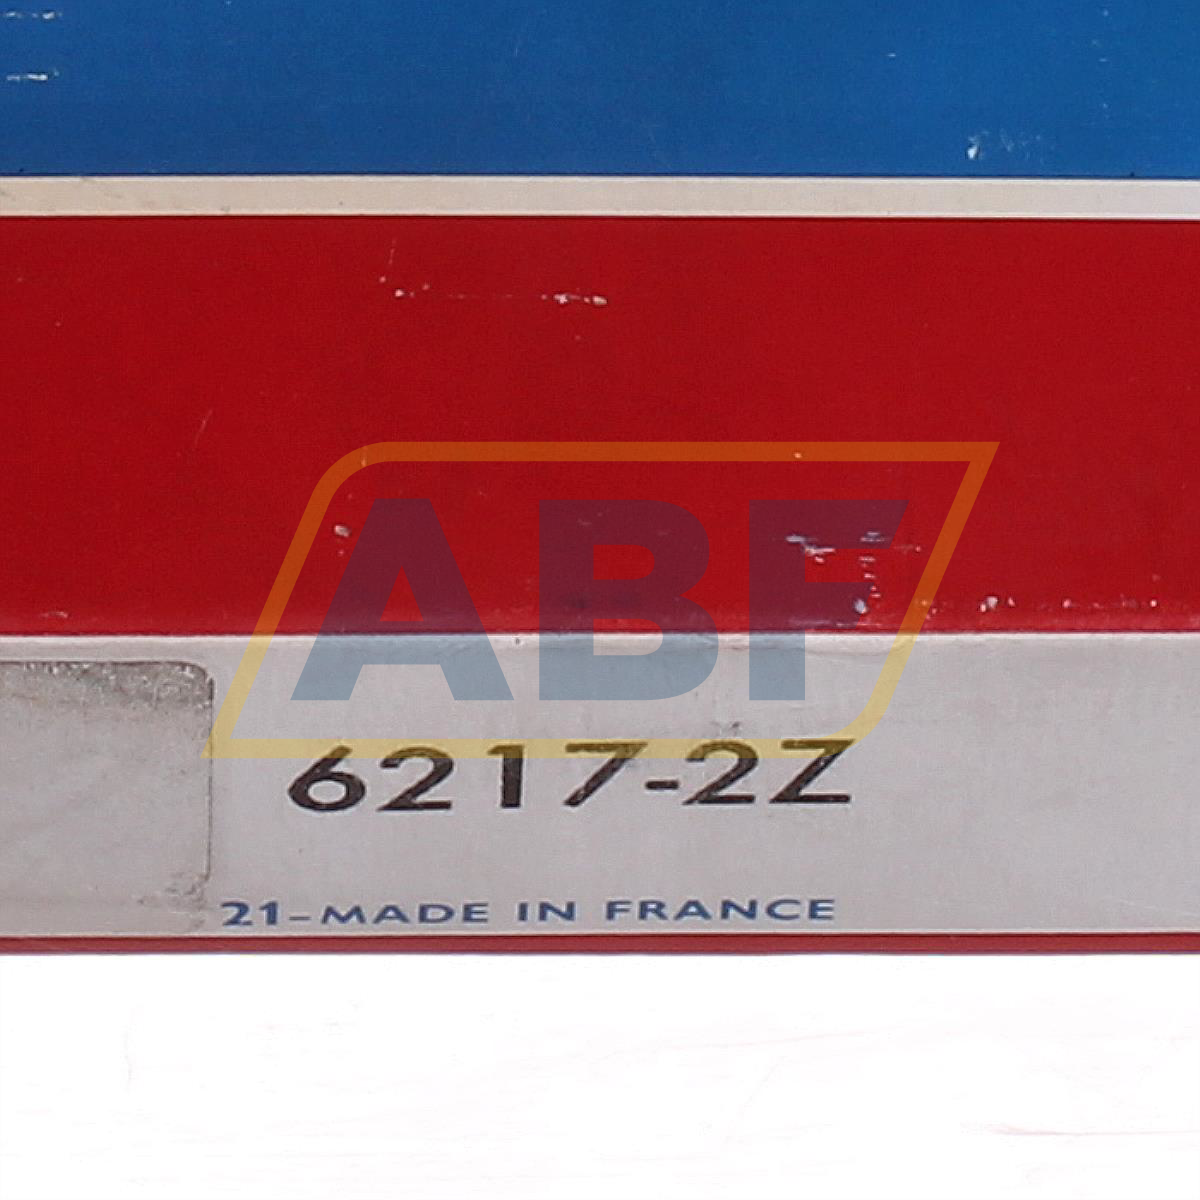 ABF
6217-2Z
21-MADE IN FRANCE